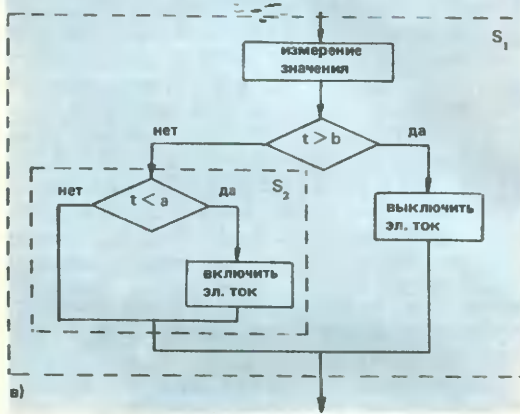 S₁
измерение
значения
t > b
нет
да
нет
t < a
да
S₂
выключить
эл. ток
включить
эл. ток
в)